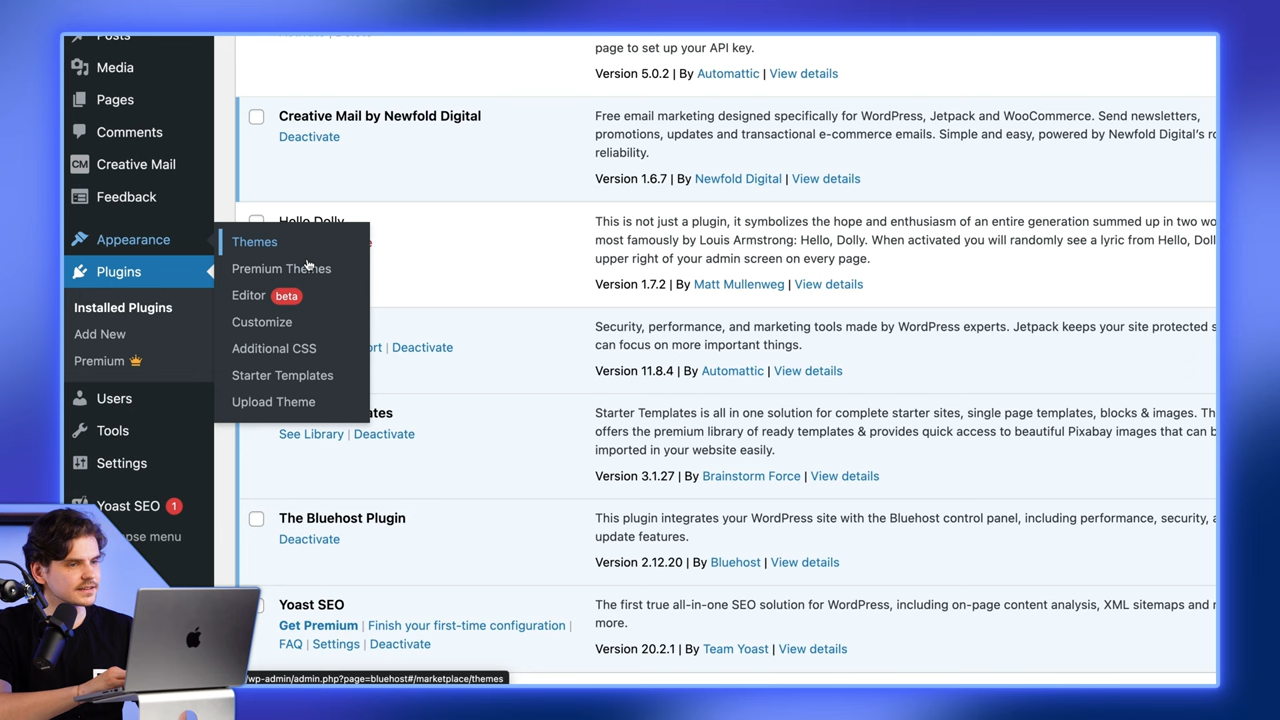 Posts
Media
Pages
Comments
CM Creative Mail
Feedback
Appearance
Plugins
Installed Plugins
Add New
Premium
Users
Tools
Settings
Yoast SEO 1
pse menu
Themes
Premium Themes
Editor beta
Customize
Additional CSS
Starter Templates
Upload Theme
page to set up your API key.
Version 5.0.2 | By Automattic | View details
Creative Mail by Newfold Digital
Deactivate
Free email marketing designed specifically for WordPress, Jetpack and WooCommerce. Send newsletters,
promotions, updates and transactional e-commerce emails. Simple and easy, powered by Newfold Digital's
reliability.
Version 1.6.7 | By Newfold Digital | View details
Hello Dolly
This is not just a plugin, it symbolizes the hope and enthusiasm of an entire generation summed up in two wo
most famously by Louis Armstrong: Hello, Dolly. When activated you will randomly see a lyric from Hello, Doll
upper right of your admin screen on every page.
Version 1.7.2 | By Matt Mullenweg | View details
ort | Deactivate
Security, performance, and marketing tools made by WordPress experts. Jetpack keeps your site protected s
can focus on more important things.
Version 11.8.4 | By Automattic | View details
ates
See Library | Deactivate
Starter Templates is all in one solution for complete starter sites, single page templates, blocks & images. Th
offers the premium library of ready templates & provides quick access to beautiful Pixabay images that can b
imported in your website easily.
Version 3.1.27 | By Brainstorm Force | View details
The Bluehost Plugin
Deactivate
This plugin integrates your WordPress site with the Bluehost control panel, including performance, security, a
update features.
Version 2.12.20 | By Bluehost | View details
Yoast SEO
Get Premium | Finish your first-time configuration |
FAQ | Settings | Deactivate
The first true all-in-one SEO solution for WordPress, including on-page content analysis, XML sitemaps and
more.
Version 20.2.1 | By Team Yoast | View details
/wp-admin/admin.php?page=bluehost#/marketplace/themes